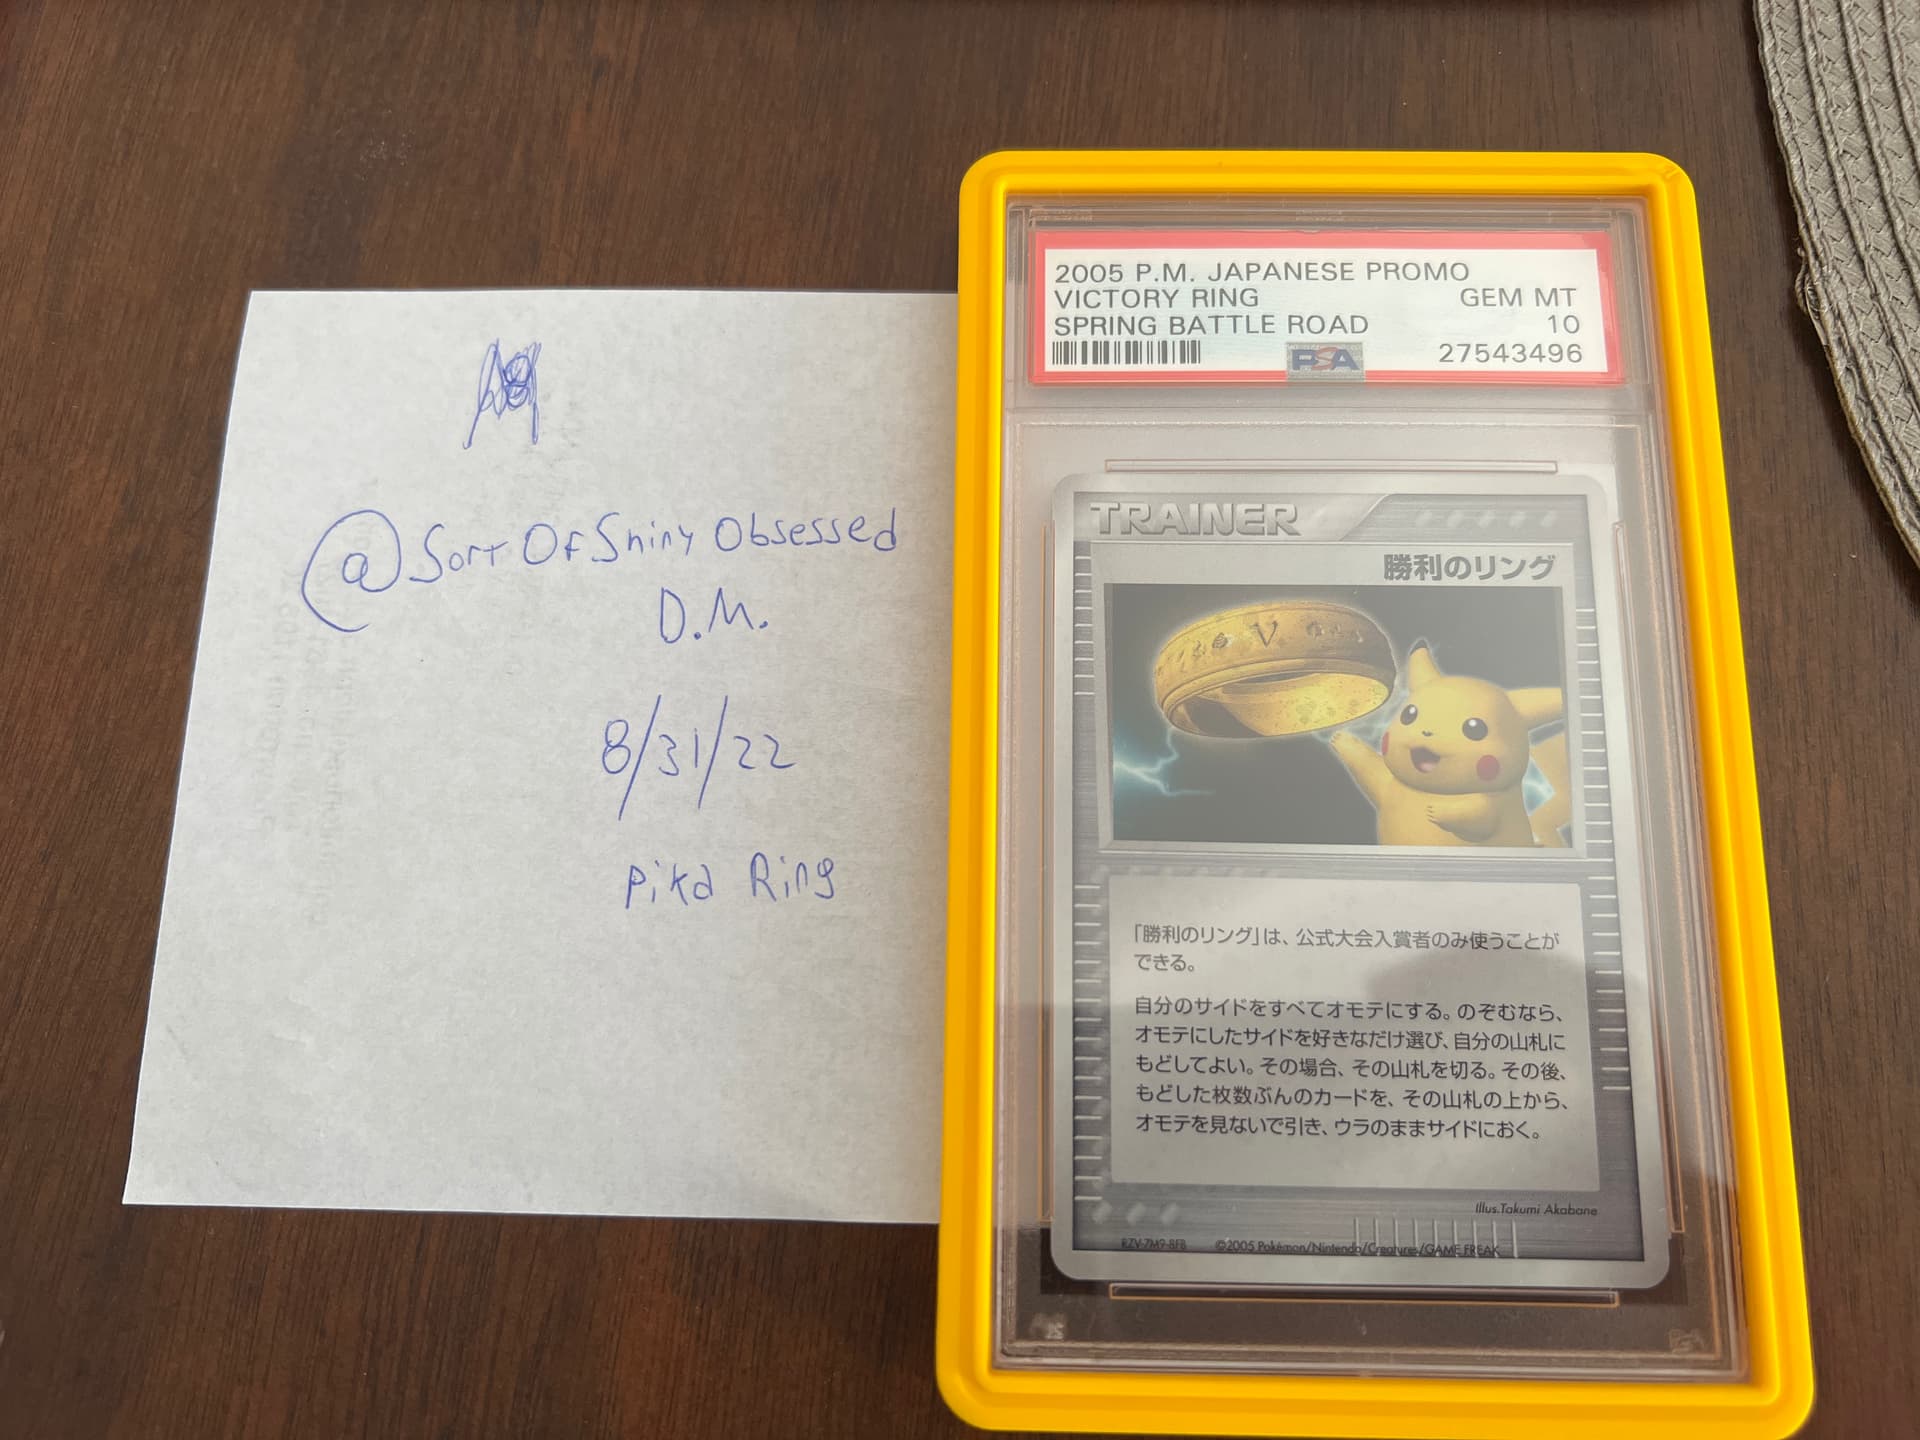 @SortOfShinyObsessed
D.M.
8/31/22
Pika Ring
2005 P.M. JAPANESE PROMO
VICTORY RING GEM MT
SPRING BATTLE ROAD 10
PSA 27543496
TRAINER
勝利のリング
V
「勝利のリング」は、公式大会入賞者のみ使うことが
できる。
自分のサイドをすべてオモテにする。のぞむなら、
オモテにしたサイドを好きなだけ選び、自分の山札に
もどしてよい。その場合、その山札を切る。その後、
もどした枚数ぶんのカードを、その山札の上から、
オモテを見ないで引き、ウラのままサイドにおく。
Illus.Takumi Akabane
RZV-7M9-8FB ©2005 Pokémon/Nintendo/Creatures/GAME FREAK